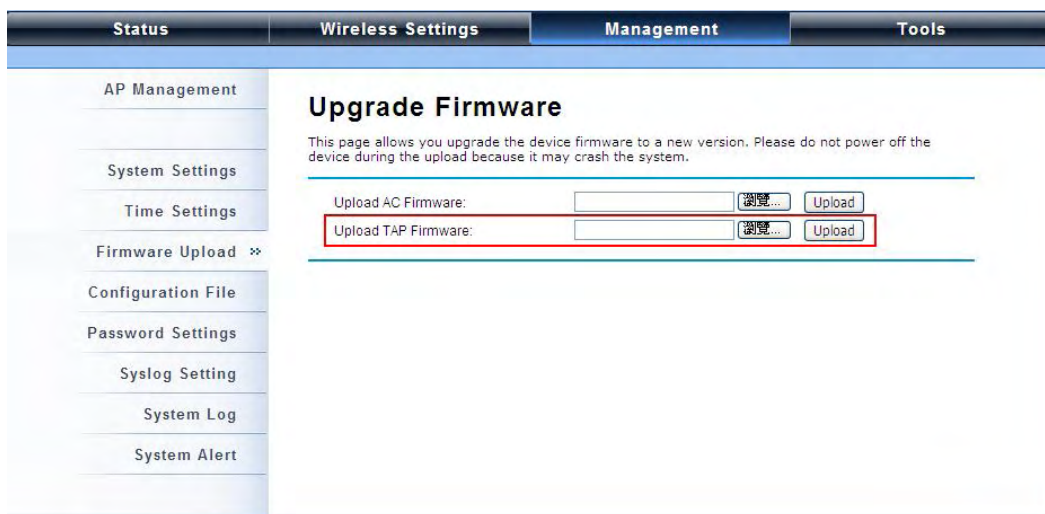 Status Wireless Settings Management Tools
AP Management
System Settings
Time Settings
Firmware Upload »
Configuration File
Password Settings
Syslog Setting
System Log
System Alert
Upgrade Firmware
This page allows you upgrade the device firmware to a new version. Please do not power off the
device during the upload because it may crash the system.
Upload AC Firmware: 瀏覽... Upload
Upload TAP Firmware: 瀏覽... Upload